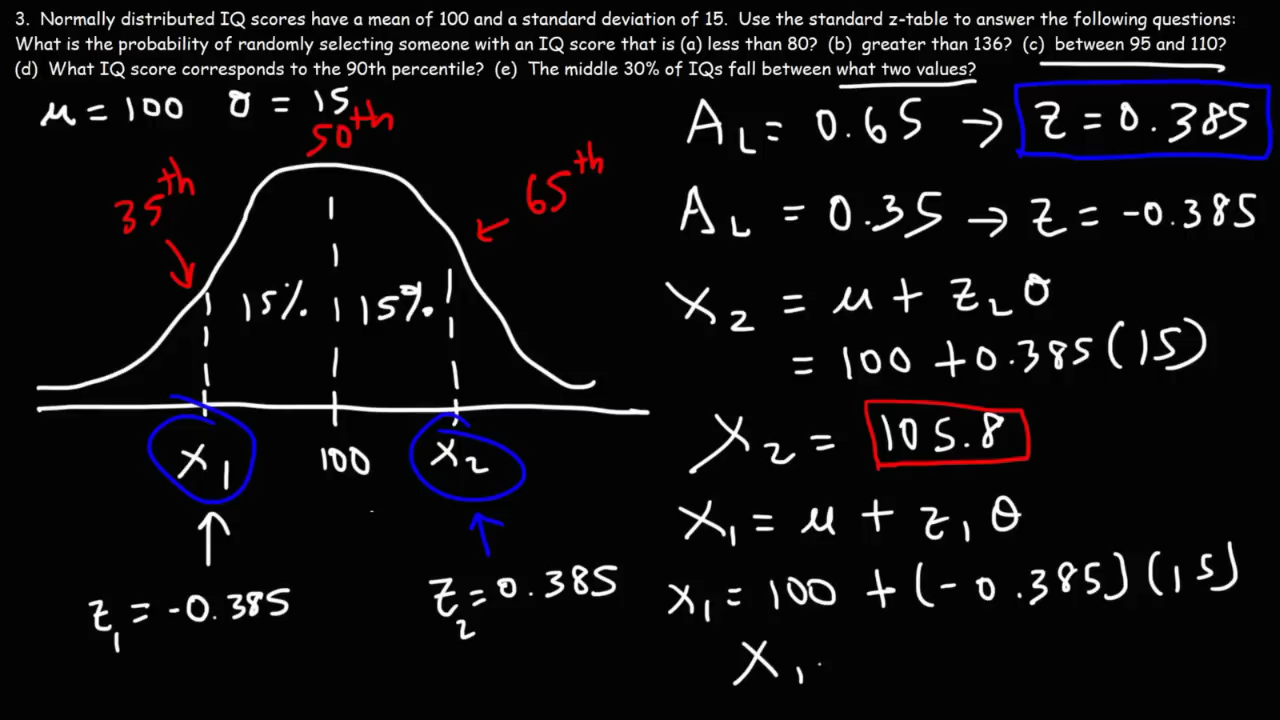 3. Normally distributed IQ scores have a mean of 100 and a standard deviation of 15. Use the standard z-table to answer the following questions:
What is the probability of randomly selecting someone with an IQ score that is (a) less than 80? (b) greater than 136? (c) between 95 and 110?
(d) What IQ score corresponds to the 90th percentile? (e) The middle 30% of IQs fall between what two values?
μ = 100 σ = 15
50th
35th
65th
15% 15%
X1 100 X2
z1 = -0.385
z2 = 0.385
AL = 0.65 → z = 0.385
AL = 0.35 → z = -0.385
X2 = μ + z2 σ
= 100 + 0.385 (15)
X2 = 105.8
X1 = μ + z1 σ
X1 = 100 + (-0.385) (15)
X1